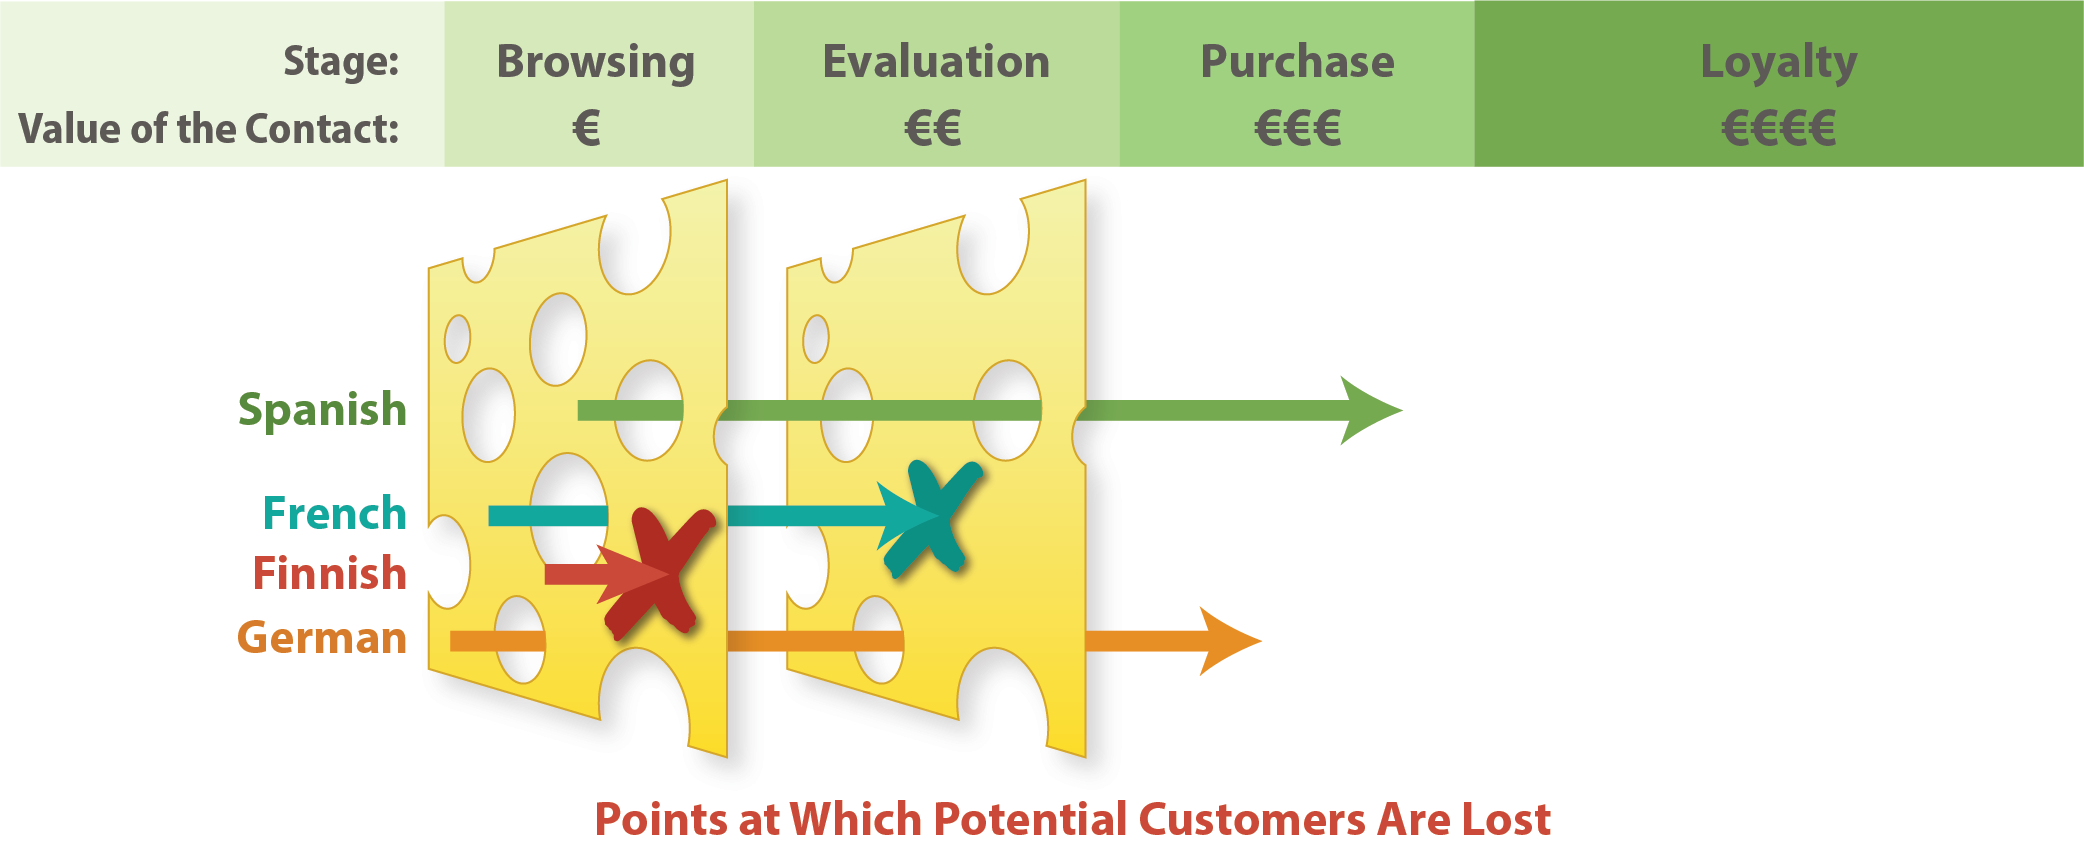 Stage: Browsing Evaluation Purchase Loyalty
Value of the Contact: € €€ €€€ €€€€
Spanish
French
Finnish
German
Points at Which Potential Customers Are Lost